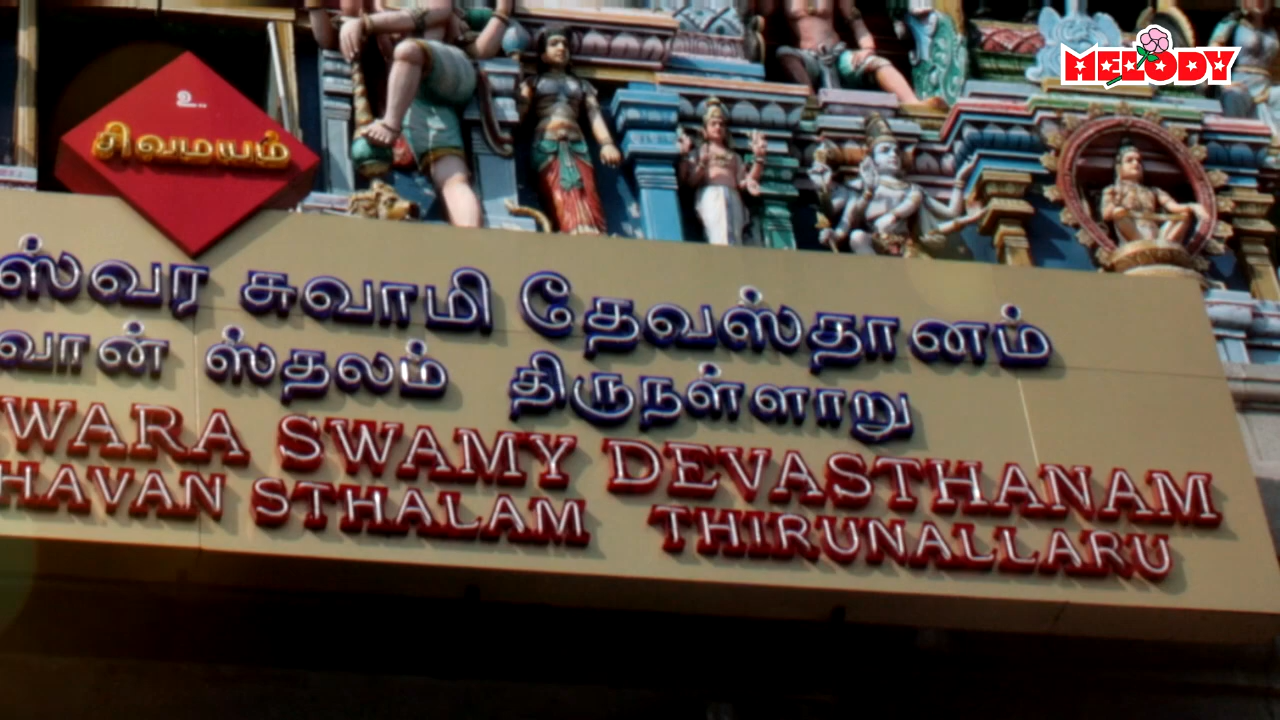 MELODY
உ..
சிவமயம்
ஸ்வர சுவாமி தேவஸ்தானம்
வான் ஸ்தலம் திருநள்ளாறு
WARA SWAMY DEVASTHANAM
HAVAN STHALAM THIRUNALLARU